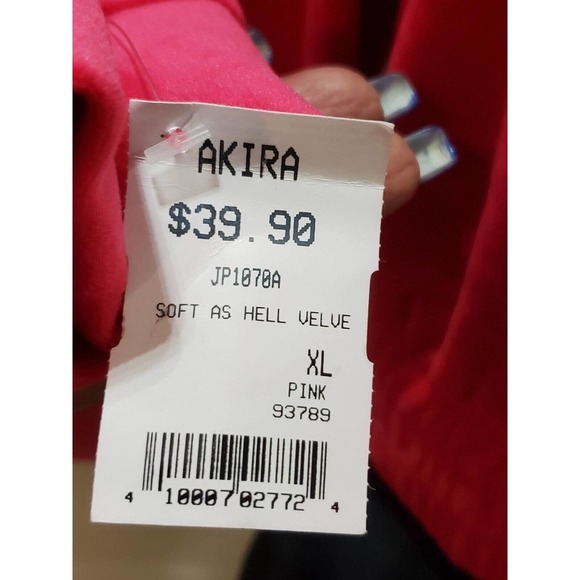 AKIRA
$39.90
JP1070A
SOFT AS HELL VELVE
XL
PINK
93789
4 10007 02772 4